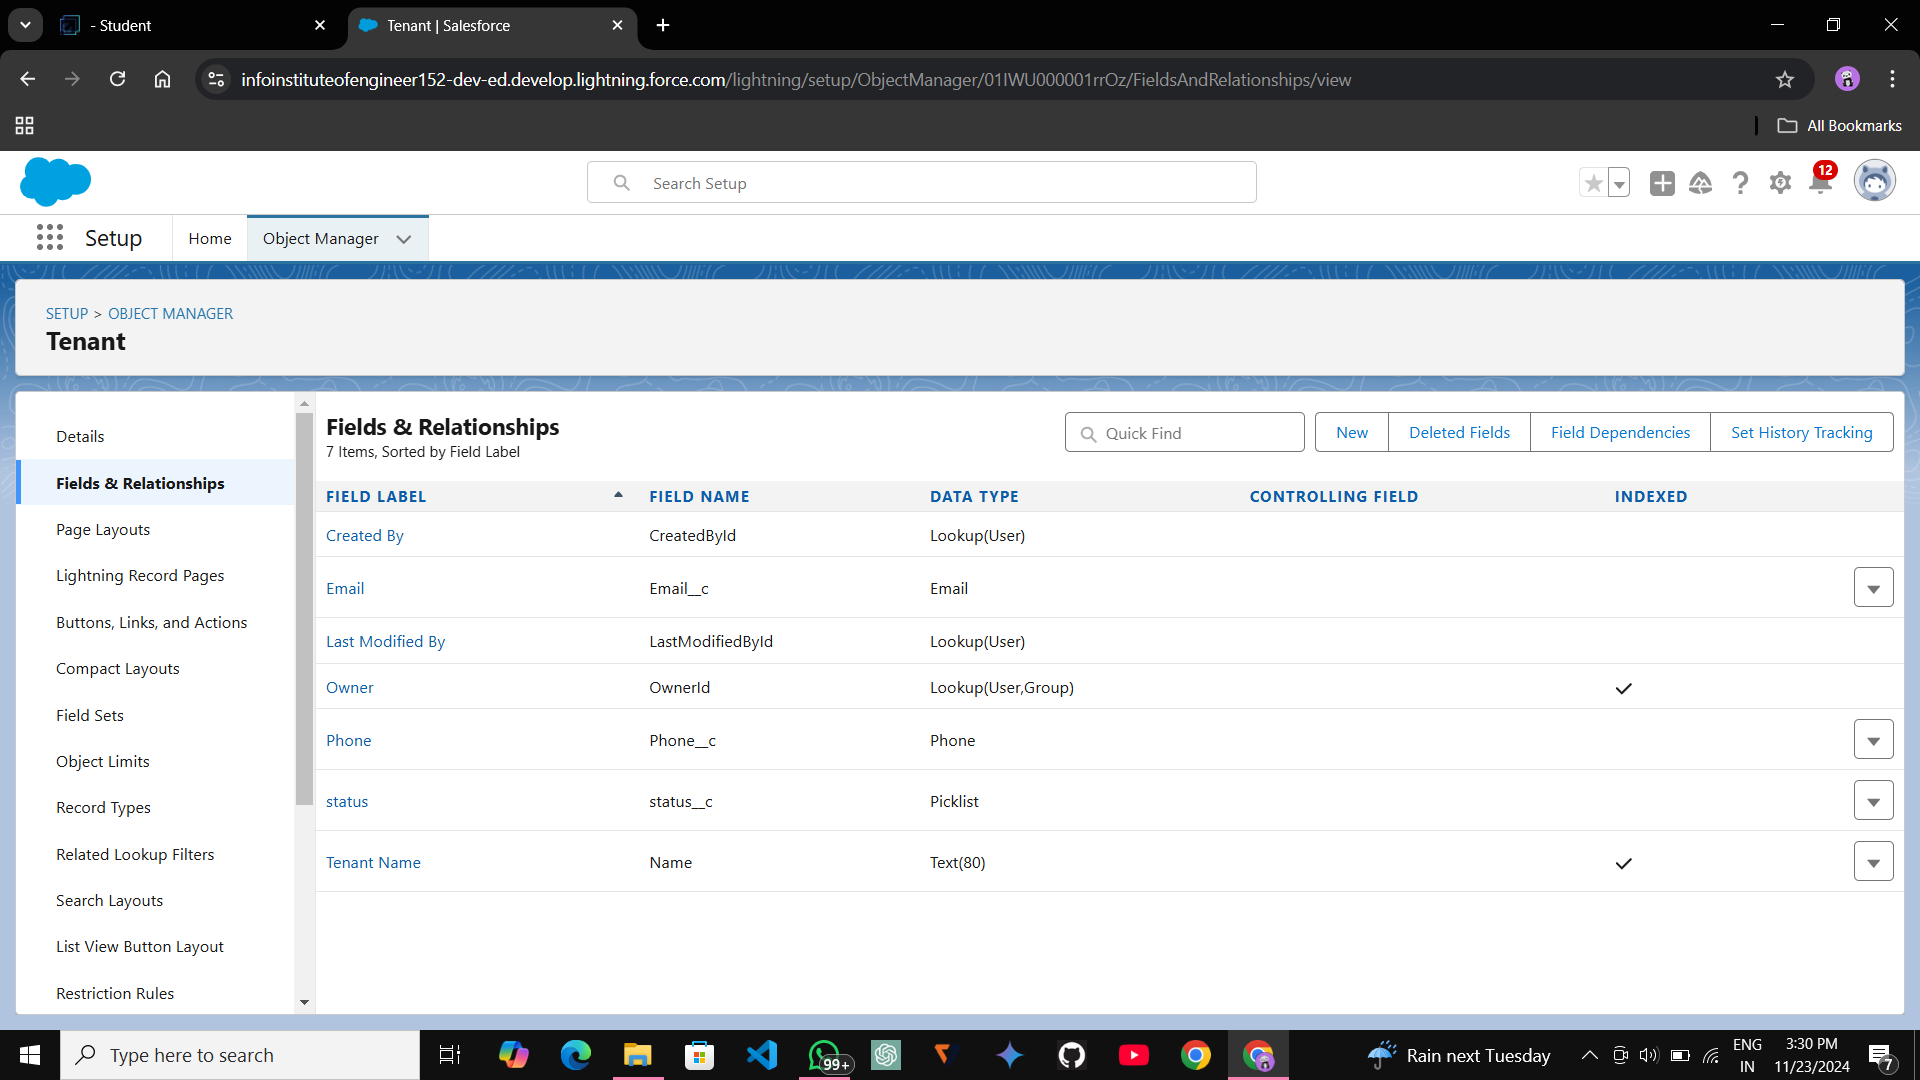 - Student
Tenant | Salesforce
infoinstituteofengineer152-dev-ed.develop.lightning.force.com/lightning/setup/ObjectManager/01IWU000001rrOz/FieldsAndRelationships/view
All Bookmarks
Search Setup
12
Setup
Home
Object Manager
SETUP > OBJECT MANAGER
Tenant
Details
Fields & Relationships
Page Layouts
Lightning Record Pages
Buttons, Links, and Actions
Compact Layouts
Field Sets
Object Limits
Record Types
Related Lookup Filters
Search Layouts
List View Button Layout
Restriction Rules
Fields & Relationships
7 Items, Sorted by Field Label
Quick Find
New
Deleted Fields
Field Dependencies
Set History Tracking
FIELD LABEL FIELD NAME DATA TYPE CONTROLLING FIELD INDEXED
Created By CreatedById Lookup(User)
Email Email__c Email
Last Modified By LastModifiedById Lookup(User)
Owner OwnerId Lookup(User,Group)
Phone Phone__c Phone
status status__c Picklist
Tenant Name Name Text(80)
Type here to search
99+
Rain next Tuesday
ENG
IN
3:30 PM
11/23/2024
7